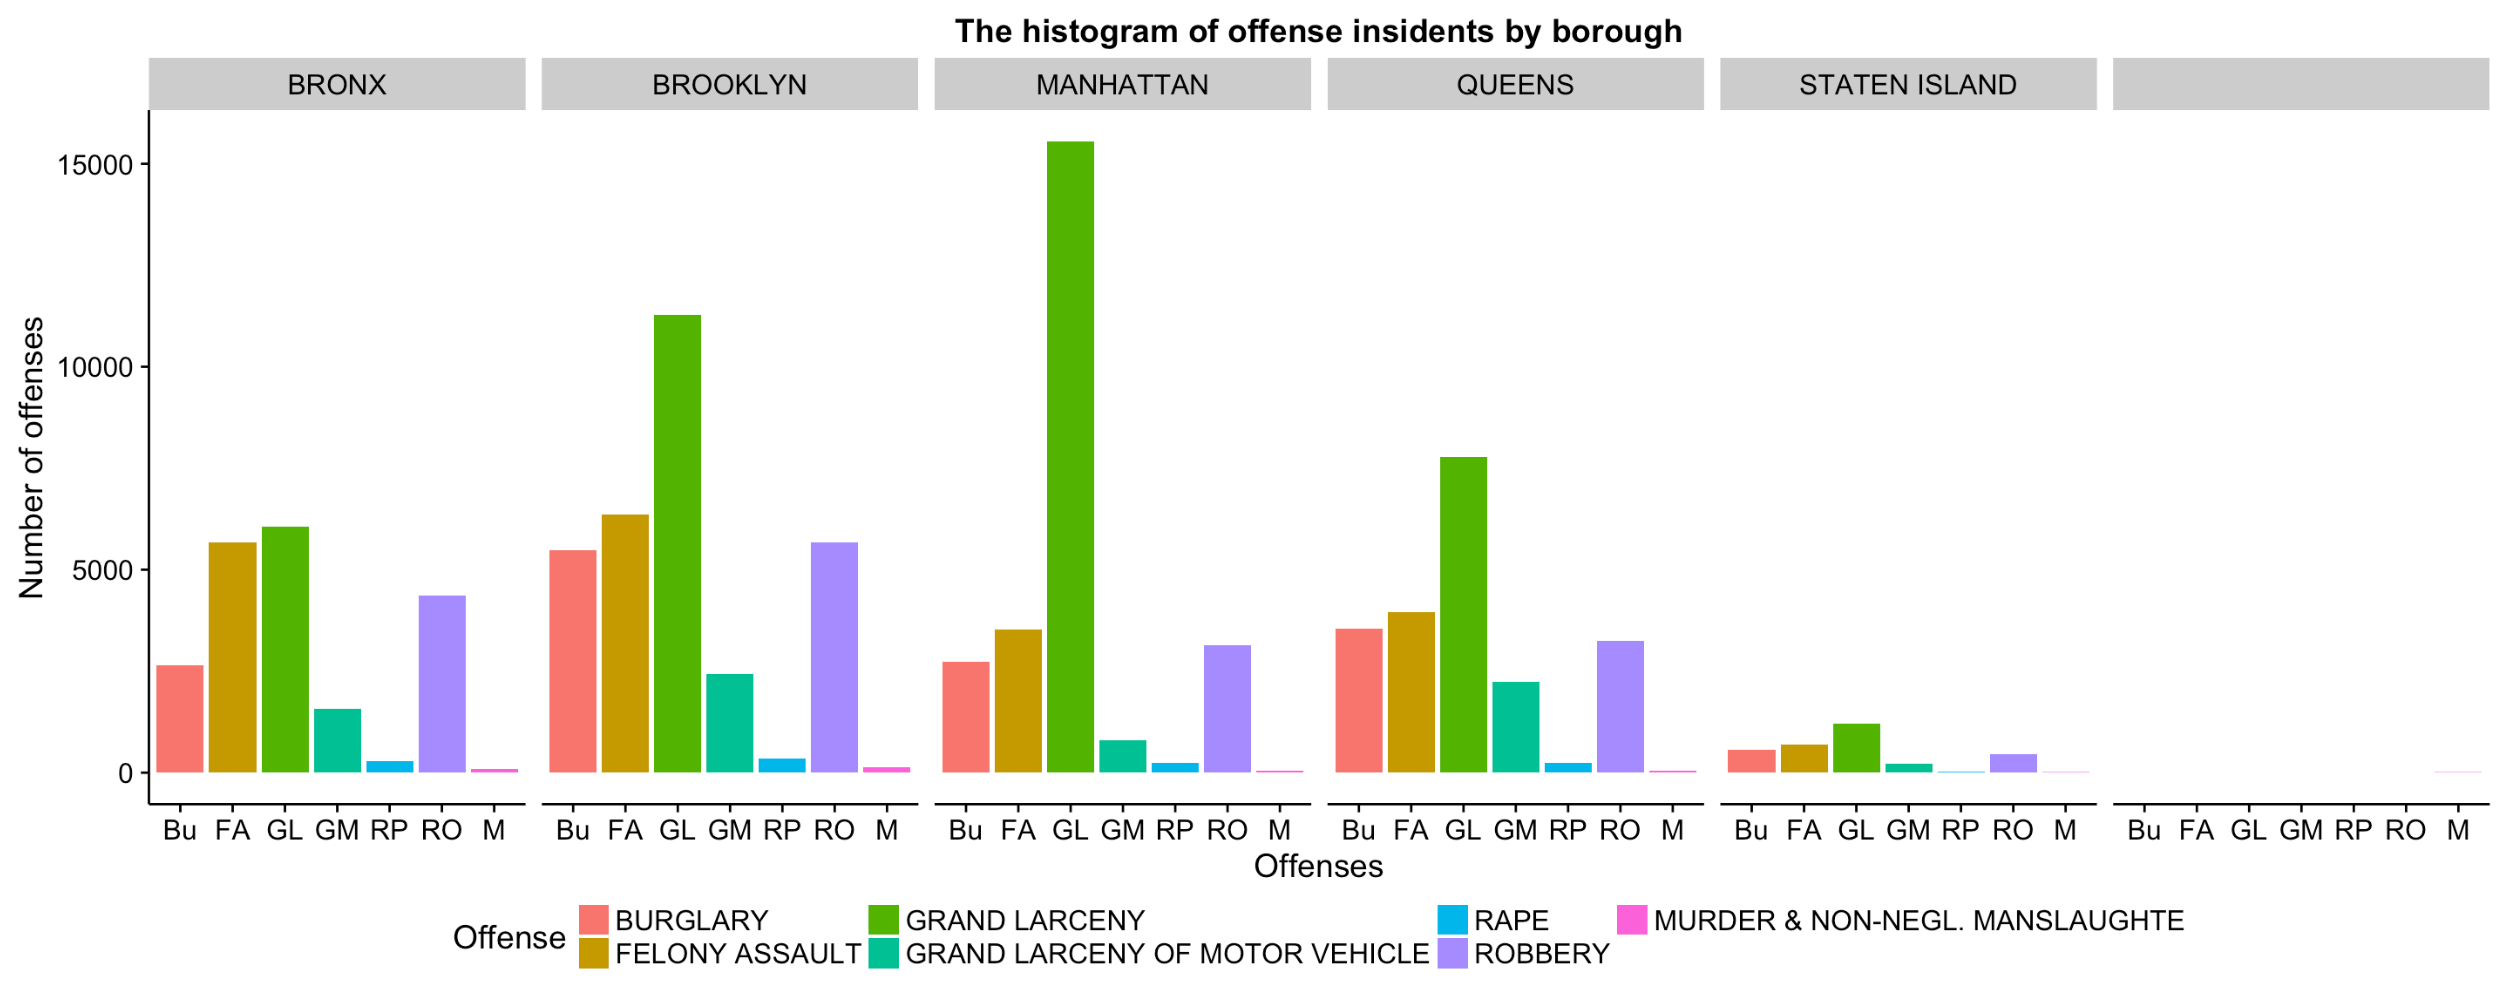 The histogram of offense insidents by borough
BRONX BROOKLYN MANHATTAN QUEENS STATEN ISLAND
15000
10000
5000
0
Number of offenses
Bu FA GL GM RP RO M Bu FA GL GM RP RO M Bu FA GL GM RP RO M Bu FA GL GM RP RO M Bu FA GL GM RP RO M Bu FA GL GM RP RO M
Offenses
Offense
BURGLARY GRAND LARCENY RAPE MURDER & NON-NEGL. MANSLAUGHTE
FELONY ASSAULT GRAND LARCENY OF MOTOR VEHICLE ROBBERY